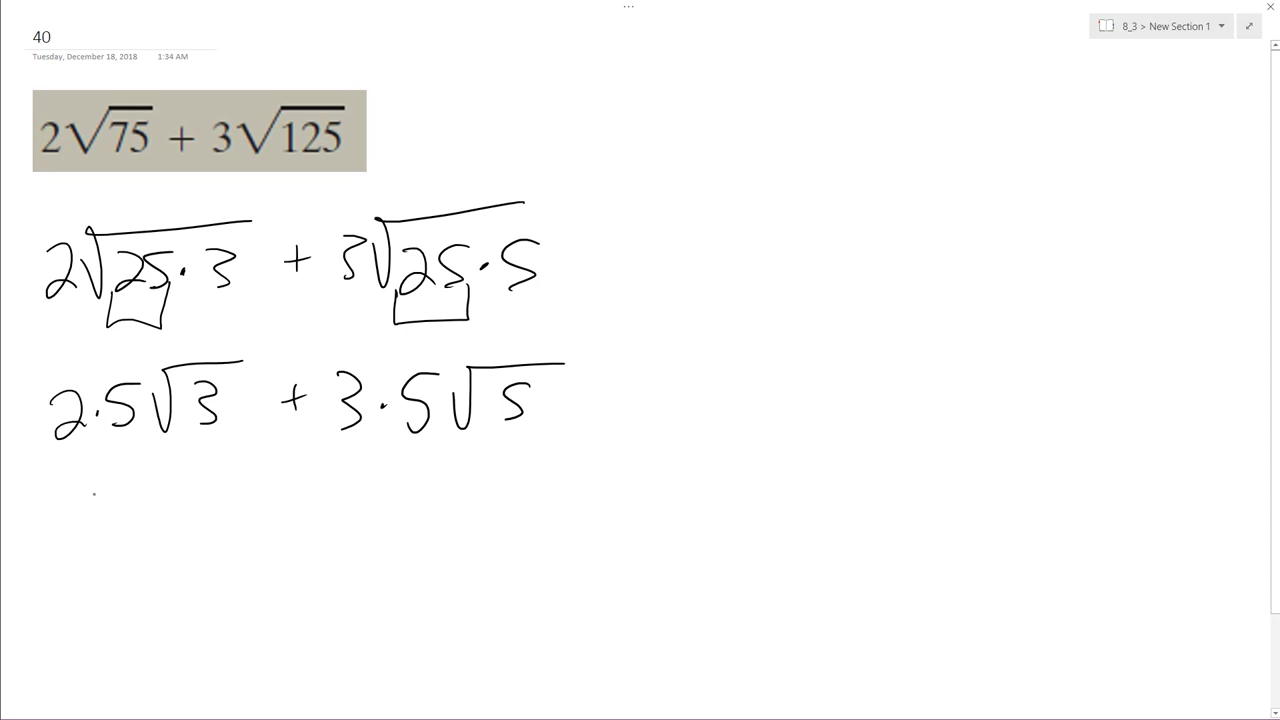 8_3 > New Section 1
40
Tuesday, December 18, 2018 1:34 AM
2√75 + 3√125
2√25·3 + 3√25·5
2·5√3 + 3·5√5